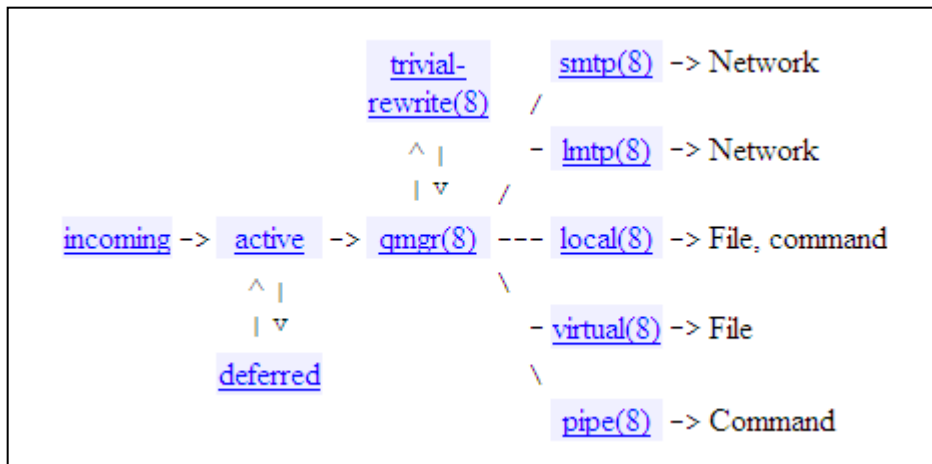 trivial-    smtp(8) -> Network
rewrite(8)    /
^ |    - lmtp(8) -> Network
| v    /
incoming -> active -> qmgr(8) --- local(8) -> File, command
^ |    \
| v    - virtual(8) -> File
deferred    \
pipe(8) -> Command